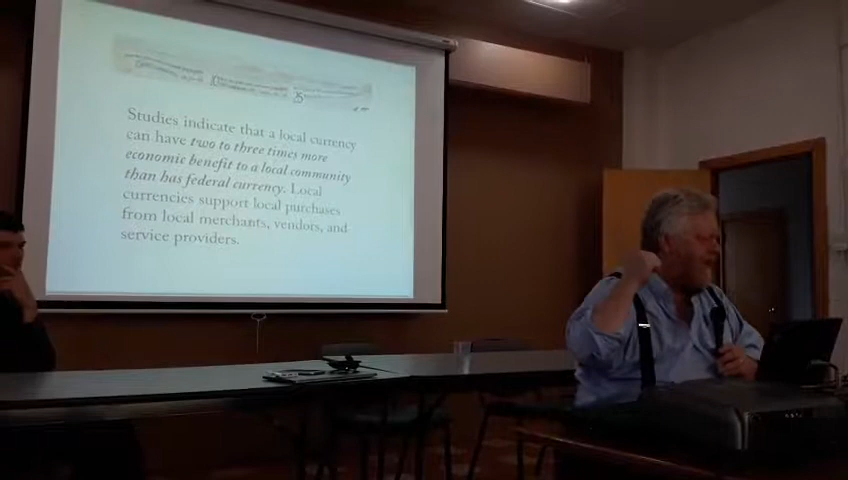 Studies indicate that a local currency
can have two to three times more
economic benefit to a local community
than has federal currency. Local
currencies support local purchases
from local merchants, vendors, and
service providers.